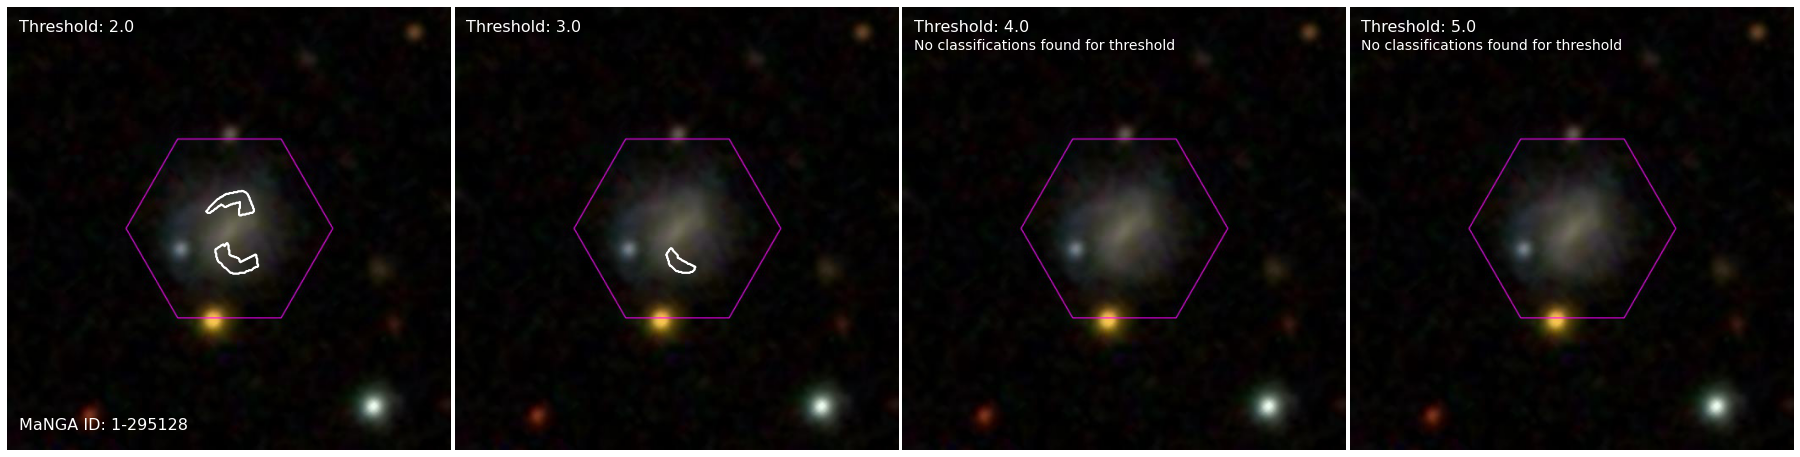 Threshold: 2.0
MaNGA ID: 1-295128
Threshold: 3.0
Threshold: 4.0
No classifications found for threshold
Threshold: 5.0
No classifications found for threshold